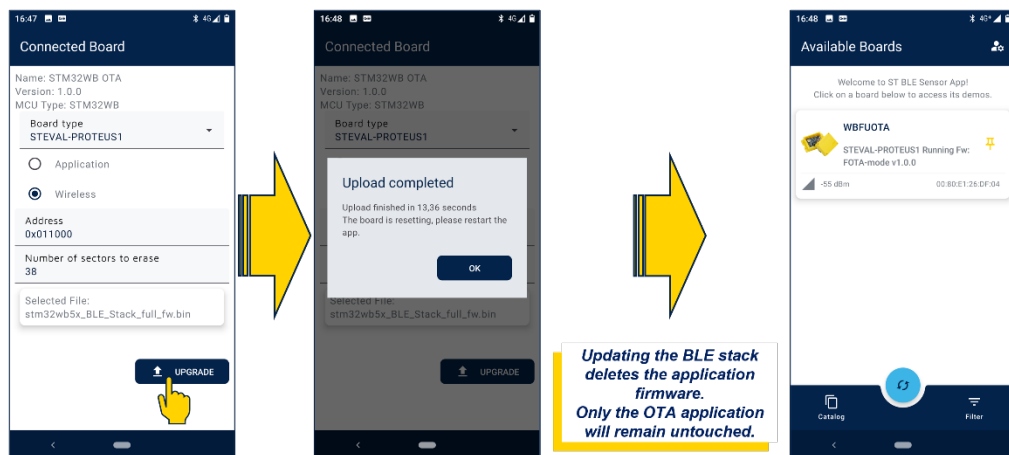 16:47
4G
Connected Board
Name: STM32WB OTA
Version: 1.0.0
MCU Type: STM32WB
Board type
STEVAL-PROTEUS1
Application
Wireless
Address
0x011000
Number of sectors to erase
38
Selected File:
stm32wb5x_BLE_Stack_full_fw.bin
UPGRADE
16:48
4G
Connected Board
Name: STM32WB OTA
Version: 1.0.0
MCU Type: STM32WB
Board type
STEVAL-PROTEUS1
Upload completed
Upload finished in 13,36 seconds
The board is resetting, please restart the
app.
OK
Selected File:
stm32wb5x_BLE_Stack_full_fw.bin
UPGRADE
Updating the BLE stack
deletes the application
firmware.
Only the OTA application
will remain untouched.
16:48
4G+
Available Boards
Welcome to ST BLE Sensor App!
Click on a board below to access its demos.
WBFUOTA
STEVAL-PROTEUS1 Running Fw:
FOTA-mode v1.0.0
-55 dBm
00:80:E1:26:DF:04
Catalog
Filter